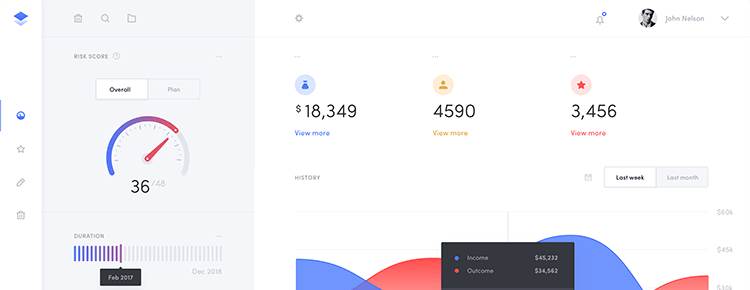 John Nelson
RISK SCORE
Overall
Plan
36/48
DURATION
Feb 2017
Dec 2018
$18,349
View more
4590
View more
3,456
View more
HISTORY
Last week
Last month
$60k
$45k
$30k
Income $45,232
Outcome $34,562